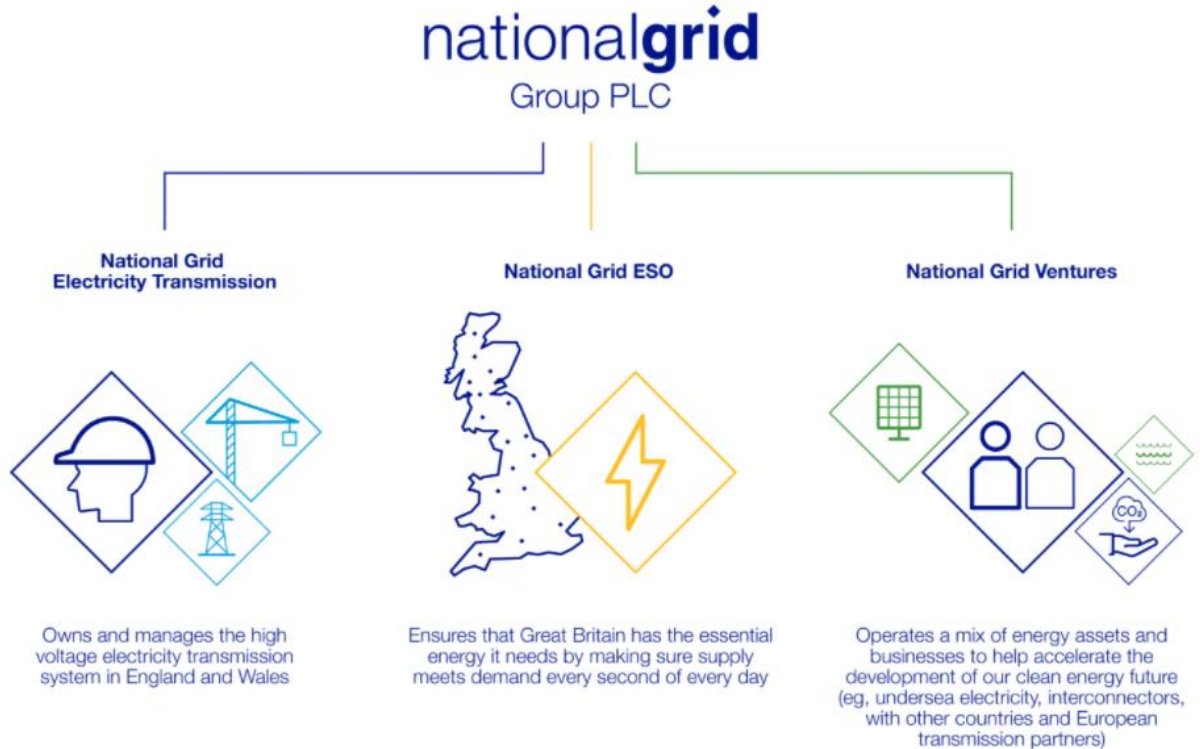 nationalgrid
Group PLC
National Grid
Electricity Transmission
National Grid ESO
National Grid Ventures
CO₂
Owns and manages the high
voltage electricity transmission
system in England and Wales
Ensures that Great Britain has the essential
energy it needs by making sure supply
meets demand every second of every day
Operates a mix of energy assets and
businesses to help accelerate the
development of our clean energy future
(eg, undersea electricity, interconnectors,
with other countries and European
transmission partners)